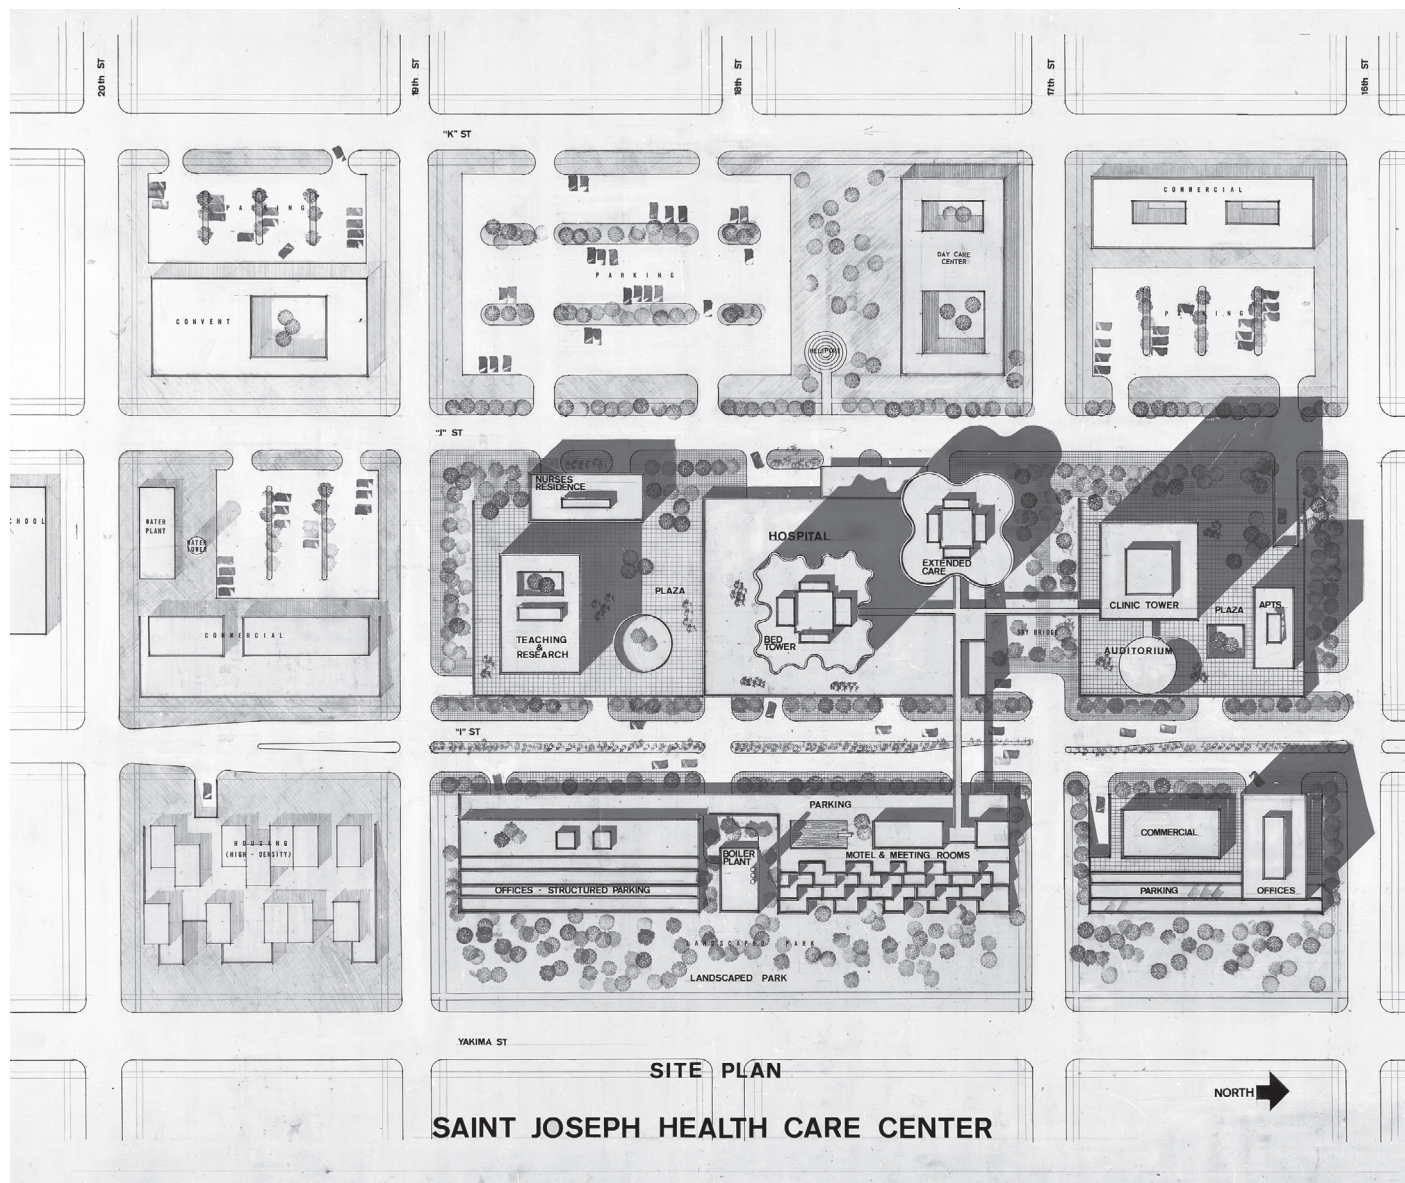 20th ST
19th ST
18th ST
17th ST
16th ST
"K" ST
PARKING
COMMERCIAL
DAY CARE
CENTER
PARKING
CONVENT
PARKING
HELIPORT
"J" ST
NURSES
RESIDENCE
CHOOL
WATER
PLANT
WATER
TOWER
HOSPITAL
EXTENDED
CARE
PLAZA
CLINIC TOWER
PLAZA
APTS.
SKY BRIDGE
COMMERCIAL
TEACHING
&
RESEARCH
BED
TOWER
AUDITORIUM
"I" ST
PARKING
HOUSING
(HIGH - DENSITY)
BOILER
PLANT
MOTEL & MEETING ROOMS
COMMERCIAL
OFFICES - STRUCTURED PARKING
PARKING
OFFICES
LANDSCAPED PARK
LANDSCAPED PARK
YAKIMA ST
SITE PLAN
NORTH
SAINT JOSEPH HEALTH CARE CENTER